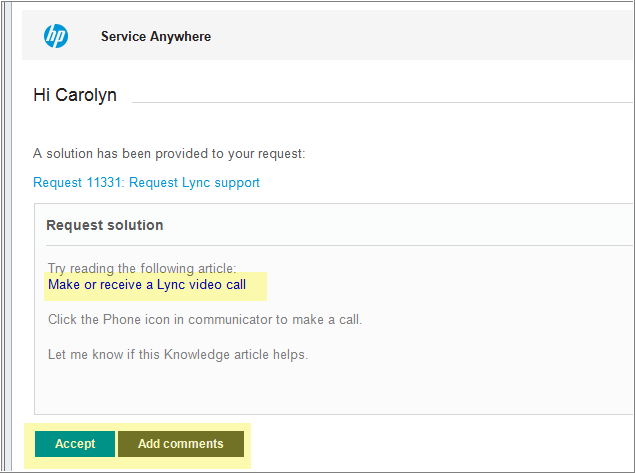 hp Service Anywhere
Hi Carolyn
A solution has been provided to your request:
Request 11331: Request Lync support
Request solution
Try reading the following article:
Make or receive a Lync video call
Click the Phone icon in communicator to make a call.
Let me know if this Knowledge article helps.
Accept Add comments